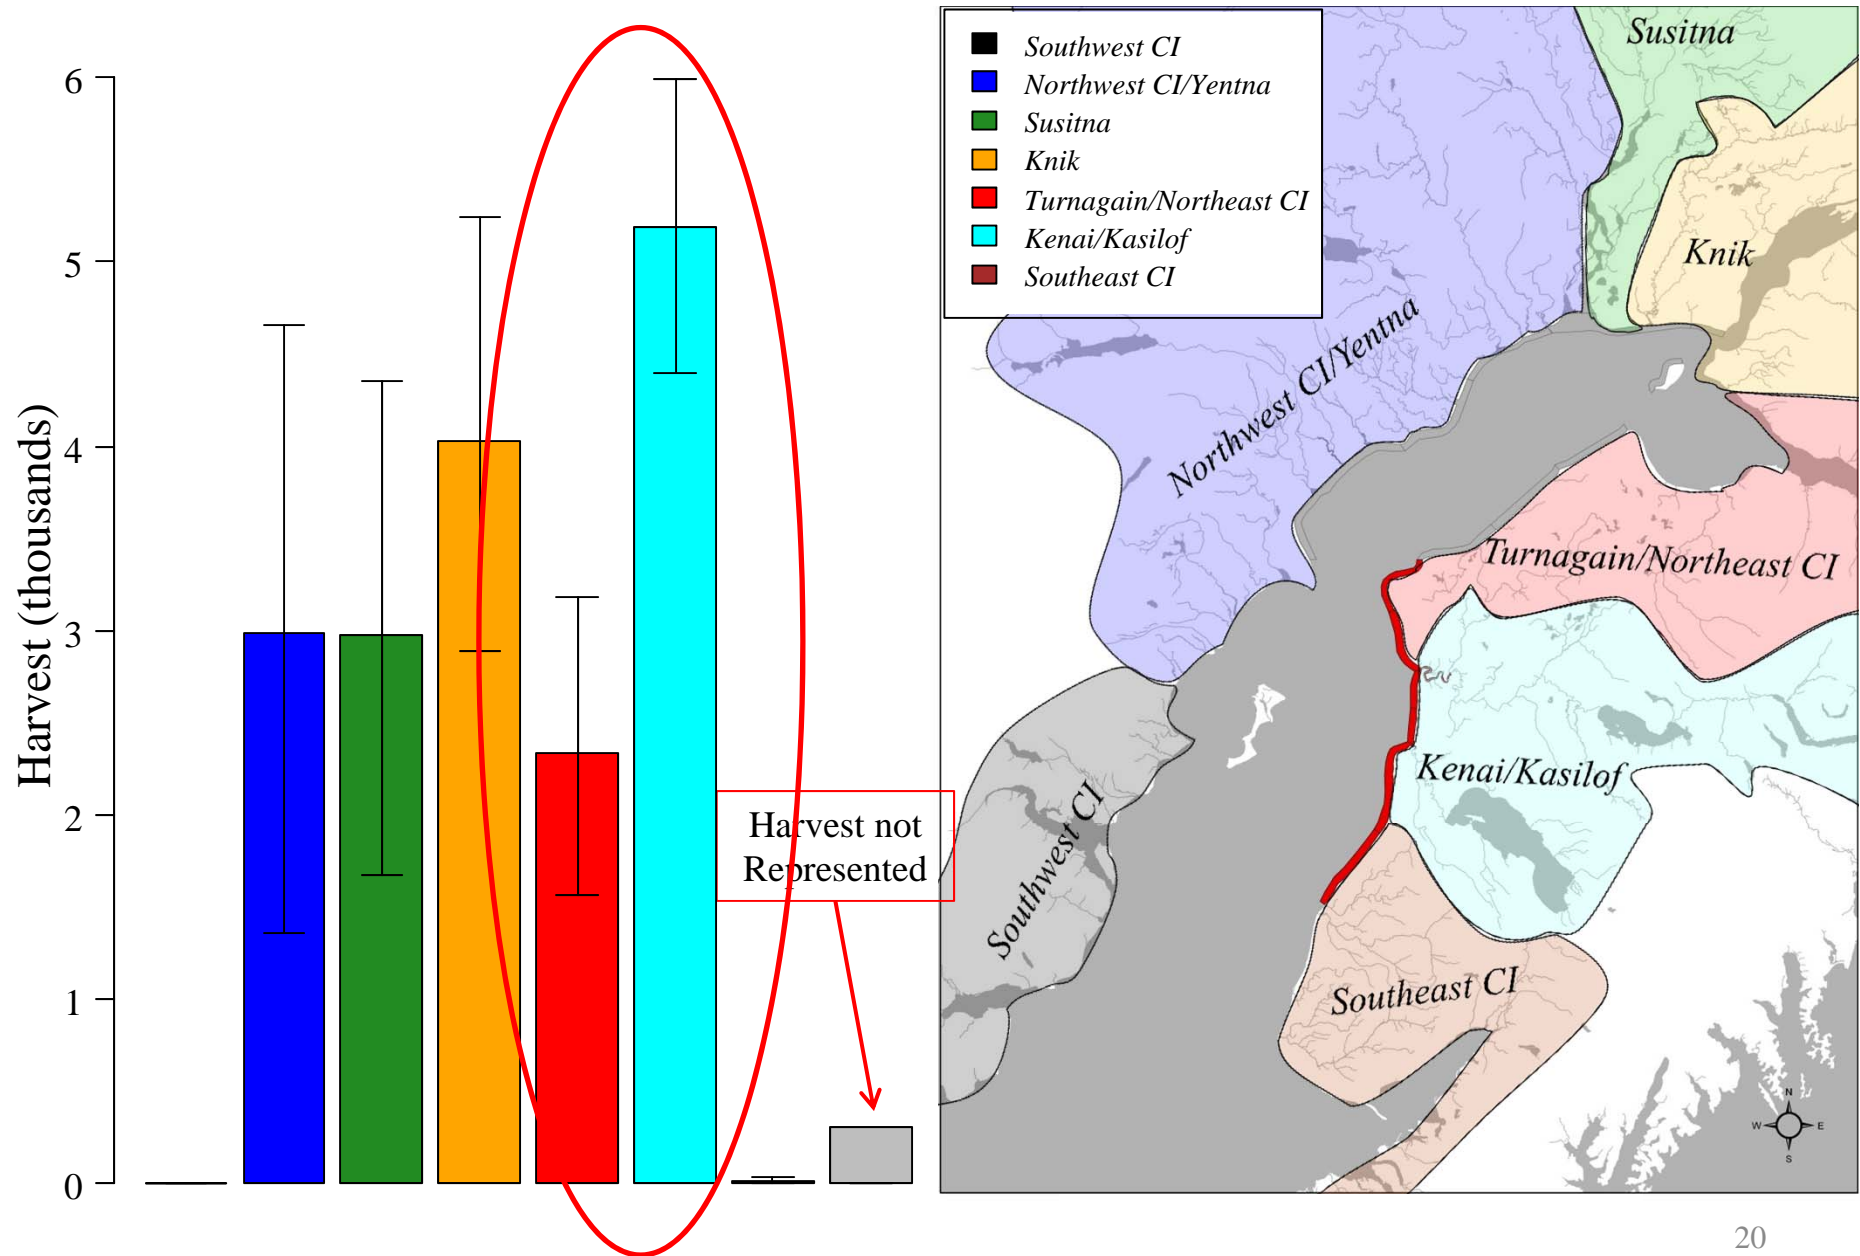 Harvest (thousands)
6
5
4
3
2
1
0
Harvest not
Represented
Southwest CI
Northwest CI/Yentna
Susitna
Knik
Turnagain/Northeast CI
Kenai/Kasilof
Southeast CI
Susitna
Knik
Northwest CI/Yentna
Turnagain/Northeast CI
Kenai/Kasilof
Southwest CI
Southeast CI
N
W E
S
20